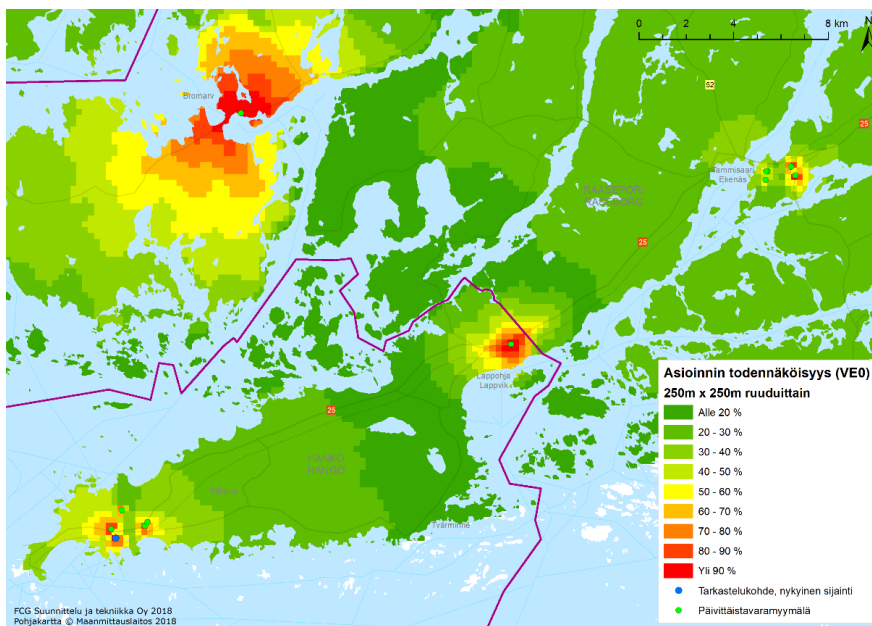 0 2 4 8 km
N
Bromarv
52
25
Tammisaari
Ekenäs
RAASEPORI
RASEBORG
25
Lappohja
Lappvik
25
HANKO
HANGÖ
Tvärminne
Asioinnin todennäköisyys (VE0)
250m x 250m ruuduittain
Alle 20 %
20 - 30 %
30 - 40 %
40 - 50 %
50 - 60 %
60 - 70 %
70 - 80 %
80 - 90 %
Yli 90 %
Tarkastelukohde, nykyinen sijainti
Päivittäistavaramyymälä
FCG Suunnittelu ja tekniikka Oy 2018
Pohjakartta © Maanmittauslaitos 2018